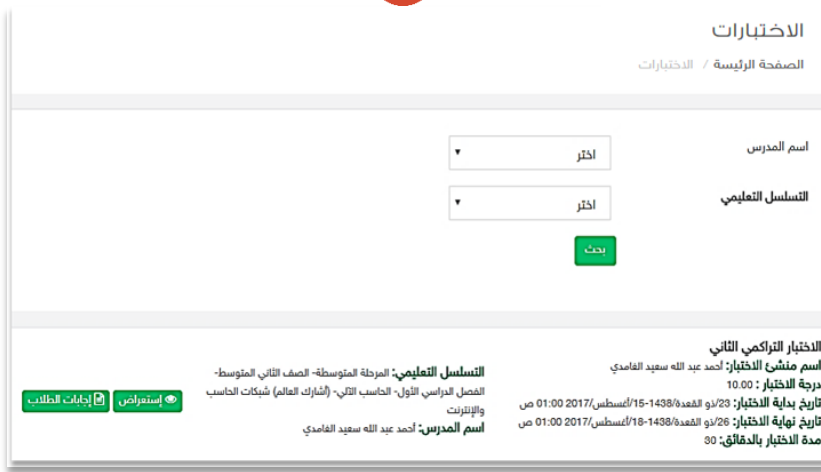 الاختبارات
الصفحة الرئيسة / الاختبارات
اسم المدرس
اختر
التسلسل التعليمي
اختر
بحث
الاختبار التراكمي الثاني
اسم منشئ الاختبار: أحمد عبد الله سعيد الغامدي
درجة الاختبار : 10.00
تاريخ بداية الاختبار: 23/ذو القعدة/1438-15/أغسطس/2017 01:00 ص
تاريخ نهاية الاختبار: 26/ذو القعدة/1438-18/أغسطس/2017 01:00 ص
مدة الاختبار بالدقائق: 30
التسلسل التعليمي: المرحلة المتوسطة- الصف الثاني المتوسط-
الفصل الدراسي الأول- الحاسب الآلي- (أشارك العالم) شبكات الحاسب
والإنترنت
اسم المدرس: أحمد عبد الله سعيد الغامدي
إستعراض
إجابات الطلاب